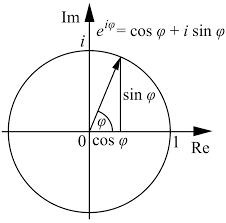 Im
e^{iφ} = cos φ + i sin φ
i
sin φ
φ
0 cos φ 1
Re